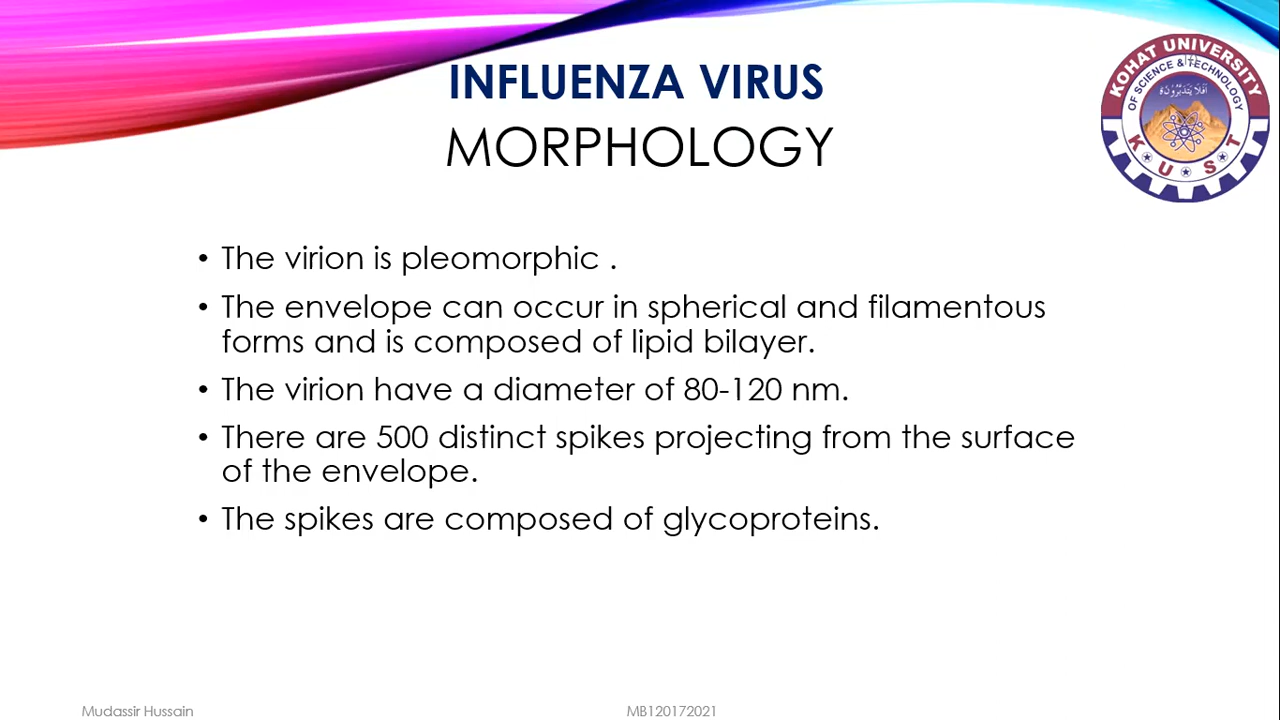 INFLUENZA VIRUS
MORPHOLOGY
KOHAT UNIVERSITY
OF SCIENCE & TECHNOLOGY
K U S T
• The virion is pleomorphic .
• The envelope can occur in spherical and filamentous
forms and is composed of lipid bilayer.
• The virion have a diameter of 80-120 nm.
• There are 500 distinct spikes projecting from the surface
of the envelope.
• The spikes are composed of glycoproteins.
Mudassir Hussain
MB120172021